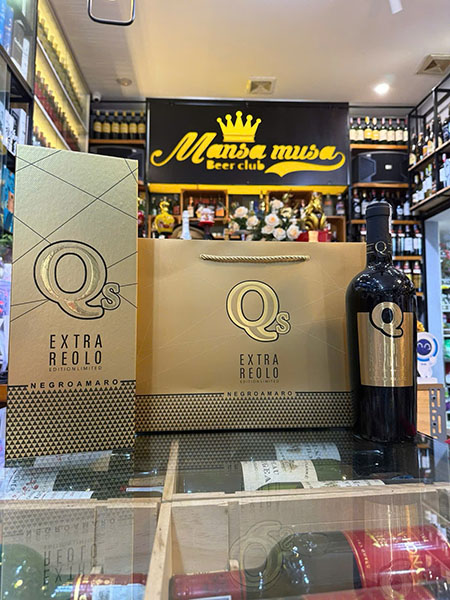 Mansa musa
Beer club
Qs
EXTRA
REOLO
EDITION LIMITED
NEGROAMARO
Qs
EXTRA
REOLO
EDITION LIMITED
NEGROAMARO
Q
Q